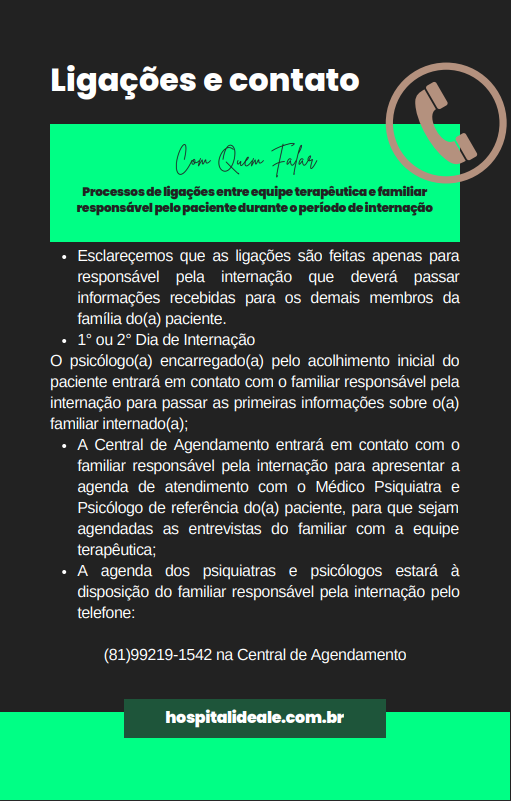 Ligações e contato
Com Quem Falar
Processos de ligações entre equipe terapêutica e familiar
responsável pelo paciente durante o período de internação
• Esclareçemos que as ligações são feitas apenas para
responsável pela internação que deverá passar
informações recebidas para os demais membros da
família do(a) paciente.
• 1° ou 2° Dia de Internação
O psicólogo(a) encarregado(a) pelo acolhimento inicial do
paciente entrará em contato com o familiar responsável pela
internação para passar as primeiras informações sobre o(a)
familiar internado(a);
• A Central de Agendamento entrará em contato com o
familiar responsável pela internação para apresentar a
agenda de atendimento com o Médico Psiquiatra e
Psicólogo de referência do(a) paciente, para que sejam
agendadas as entrevistas do familiar com a equipe
terapêutica;
• A agenda dos psiquiatras e psicólogos estará à
disposição do familiar responsável pela internação pelo
telefone:
(81)99219-1542 na Central de Agendamento
hospitalideale.com.br